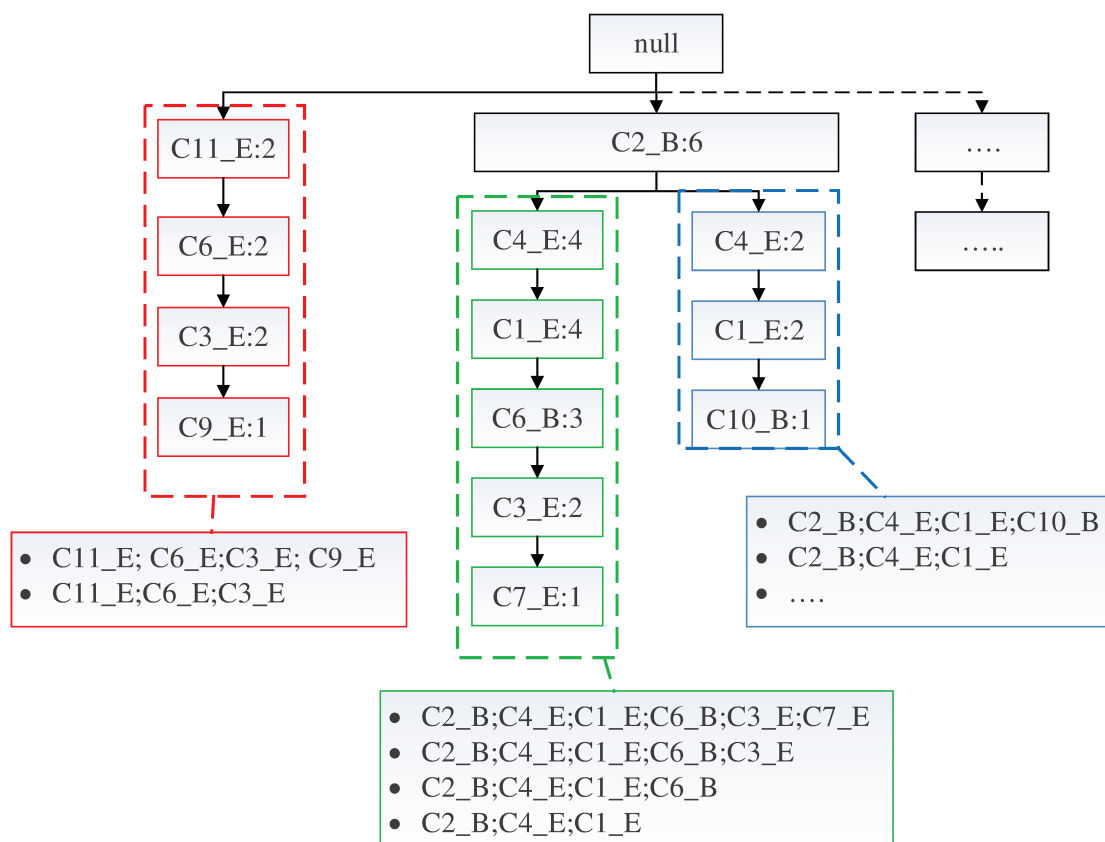 null
C11_E:2
C2_B:6
….
C6_E:2
C4_E:4
C4_E:2
…..
C3_E:2
C1_E:4
C1_E:2
C9_E:1
C6_B:3
C10_B:1
C3_E:2
C7_E:1
• C11_E; C6_E;C3_E; C9_E
• C11_E;C6_E;C3_E
• C2_B;C4_E;C1_E;C10_B
• C2_B;C4_E;C1_E
• ….
• C2_B;C4_E;C1_E;C6_B;C3_E;C7_E
• C2_B;C4_E;C1_E;C6_B;C3_E
• C2_B;C4_E;C1_E;C6_B
• C2_B;C4_E;C1_E